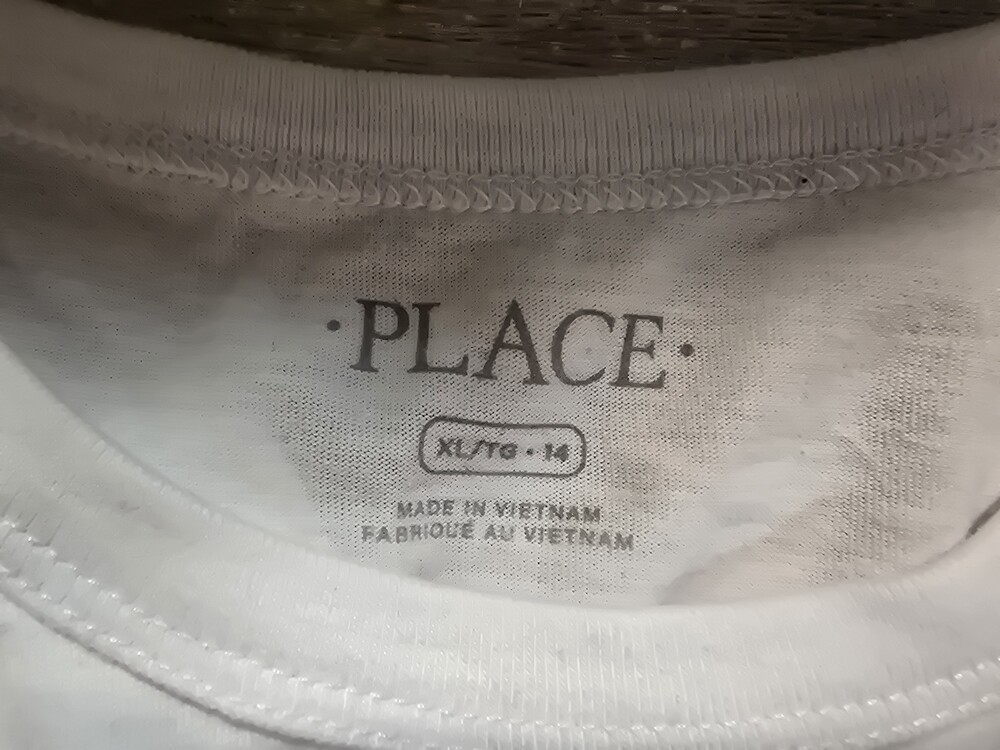 ·PLACE·
XL/TG · 14
MADE IN VIETNAM
FABRIQUÉ AU VIETNAM